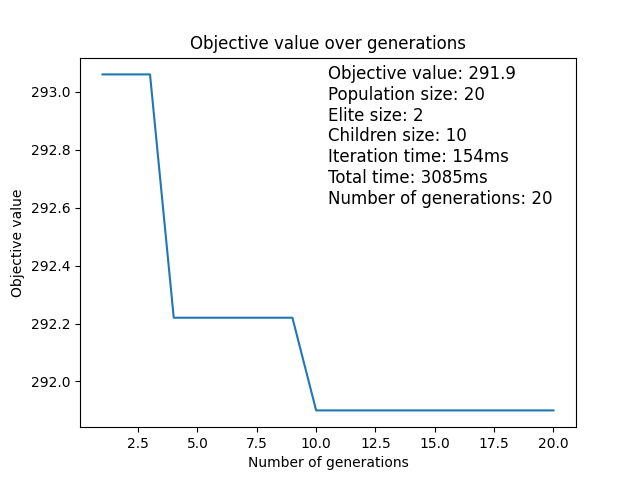 Objective value over generations
Objective value: 291.9
Population size: 20
Elite size: 2
Children size: 10
Iteration time: 154ms
Total time: 3085ms
Number of generations: 20
Objective value
293.0
292.8
292.6
292.4
292.2
292.0
2.5 5.0 7.5 10.0 12.5 15.0 17.5 20.0
Number of generations